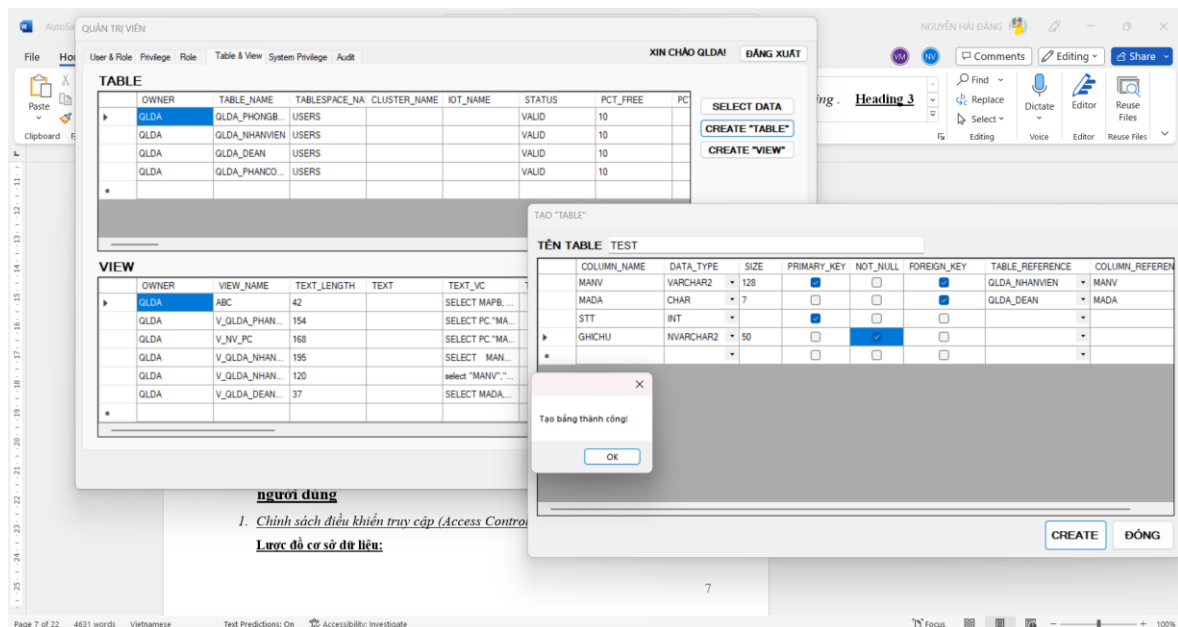 AutoSa
NGUYỄN HẢI ĐĂNG
File
Ho
VM
NV
Comments
Editing
Share
Paste
Clipboard
ing .
Heading 3
Find
Replace
Select
Editing
Dictate
Voice
Editor
Editor
Reuse Files
Reuse Files
QUẢN TRỊ VIÊN
User & Role Privilege Role Table & View System Privilege Audit
XIN CHÀO QLDA!
ĐĂNG XUẤT
TABLE
OWNER TABLE_NAME TABLESPACE_NA CLUSTER_NAME IOT_NAME STATUS PCT_FREE PC
QLDA QLDA_PHONGB... USERS VALID 10
QLDA QLDA_NHANVIEN USERS VALID 10
QLDA QLDA_DEAN USERS VALID 10
QLDA QLDA_PHANCO... USERS VALID 10
SELECT DATA
CREATE "TABLE"
CREATE "VIEW"
VIEW
OWNER VIEW_NAME TEXT_LENGTH TEXT TEXT_VC
QLDA ABC 42 SELECT MAPB, ...
QLDA V_QLDA_PHAN... 154 SELECT PC."MA...
QLDA V_NV_PC 168 SELECT PC."MA...
QLDA V_QLDA_NHAN... 195 SELECT MAN...
QLDA V_QLDA_NHAN... 120 select "MANV","...
QLDA V_QLDA_DEAN... 37 SELECT MADA,...
TẠO "TABLE"
TÊN TABLE TEST
COLUMN_NAME DATA_TYPE SIZE PRIMARY_KEY NOT_NULL FOREIGN_KEY TABLE_REFERENCE COLUMN_REFEREN
MANV VARCHAR2 128 QLDA_NHANVIEN MANV
MADA CHAR 7 QLDA_DEAN MADA
STT INT
GHICHU NVARCHAR2 50
Tạo bảng thành công!
OK
CREATE
ĐÓNG
người dùng
1. Chính sách điều khiển truy cập (Access Contro
Lược đồ cơ sở dữ liệu:
7
Page 7 of 22 4631 words Vietnamese Text Predictions: On Accessibility: Investigate Focus 100%